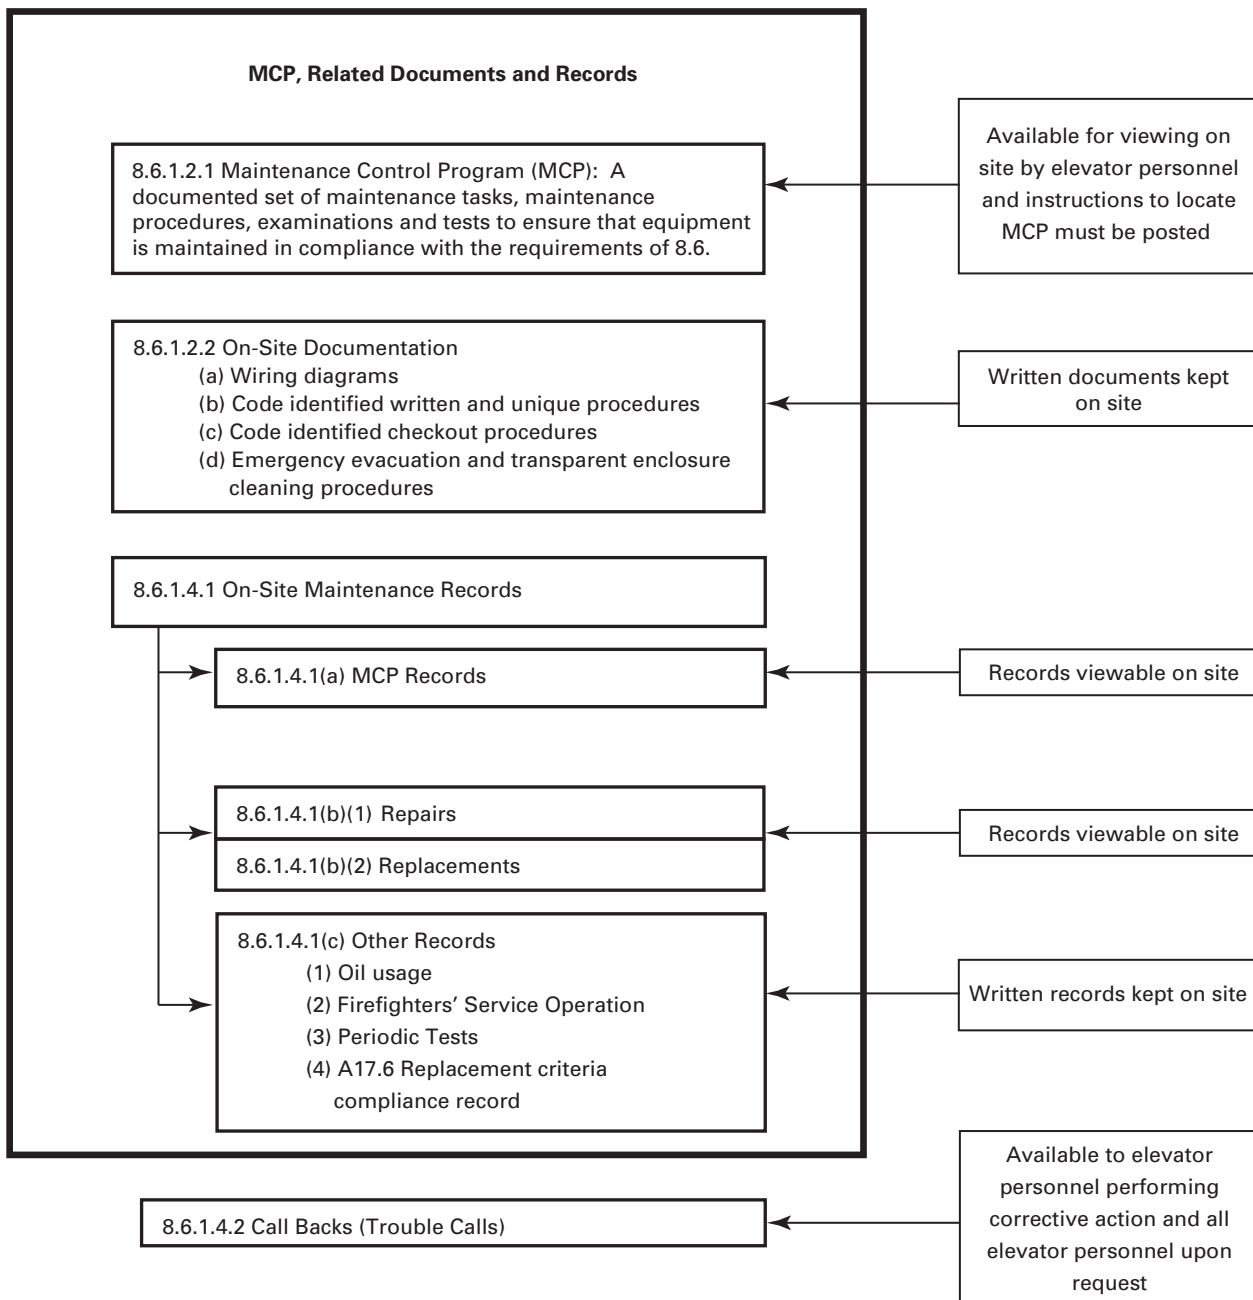 MCP, Related Documents and Records
8.6.1.2.1 Maintenance Control Program (MCP): A
documented set of maintenance tasks, maintenance
procedures, examinations and tests to ensure that equipment
is maintained in compliance with the requirements of 8.6.
Available for viewing on
site by elevator personnel
and instructions to locate
MCP must be posted
8.6.1.2.2 On-Site Documentation
(a) Wiring diagrams
(b) Code identified written and unique procedures
(c) Code identified checkout procedures
(d) Emergency evacuation and transparent enclosure
cleaning procedures
Written documents kept
on site
8.6.1.4.1 On-Site Maintenance Records
8.6.1.4.1(a) MCP Records
Records viewable on site
8.6.1.4.1(b)(1) Repairs
8.6.1.4.1(b)(2) Replacements
Records viewable on site
8.6.1.4.1(c) Other Records
(1) Oil usage
(2) Firefighters’ Service Operation
(3) Periodic Tests
(4) A17.6 Replacement criteria
compliance record
Written records kept on site
8.6.1.4.2 Call Backs (Trouble Calls)
Available to elevator
personnel performing
corrective action and all
elevator personnel upon
request